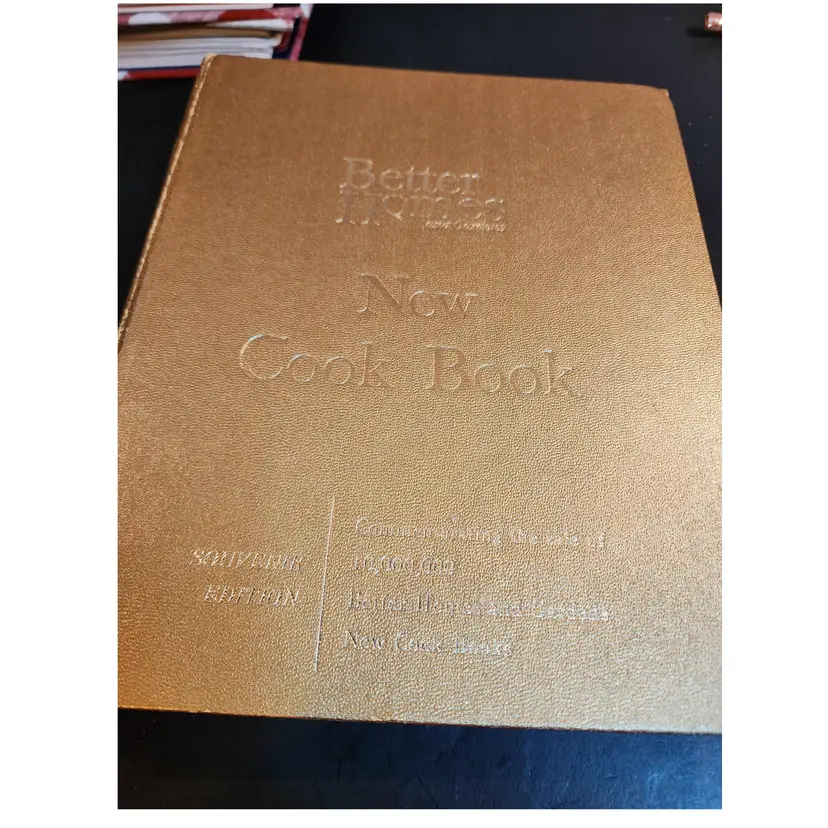 Better
Homes
and Gardens
New
Cook Book
SOUVENIR
EDITION
Commemorating the sale of
10,000,000
Better Homes and Gardens
New Cook Books